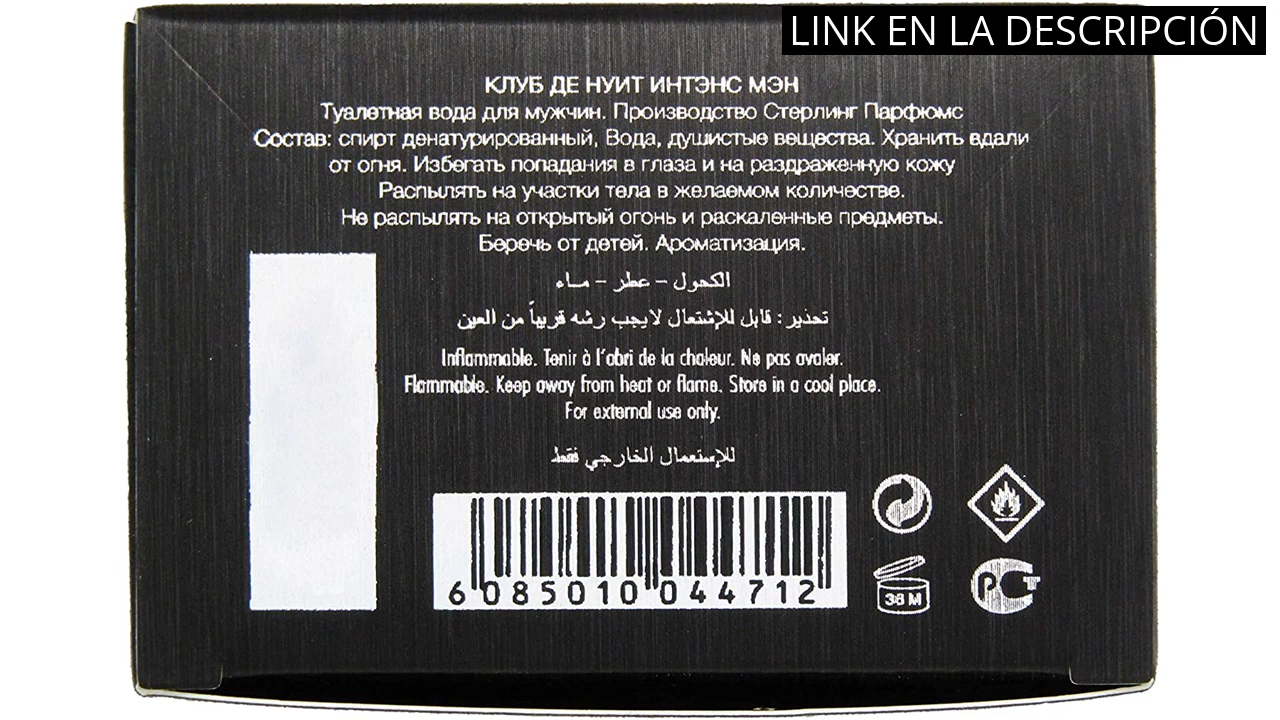 LINK EN LA DESCRIPCIÓN
КЛУБ ДЕ НУИТ ИНТЭНС МЭН
Туалетная вода для мужчин. Производство Стерлинг Парфюмс
Состав: спирт денатурированный, Вода, душистые вещества. Хранить вдали
от огня. Избегать попадания в глаза и на раздраженную кожу
Распылять на участки тела в желаемом количестве.
Не распылять на открытый огонь и раскаленные предметы.
Беречь от детей. Ароматизация.
الكحول – عطر – مـاء
تحذير : قابل للإشتعال لايجب رشه قريباً من العين
Inflammable. Tenir à l'abri de la chaleur. Ne pas avaler.
Flammable. Keep away from heat or flame. Store in a cool place.
For external use only.
للإستعمال الخارجي فقط
6 085010 044712
36 M
РСТ